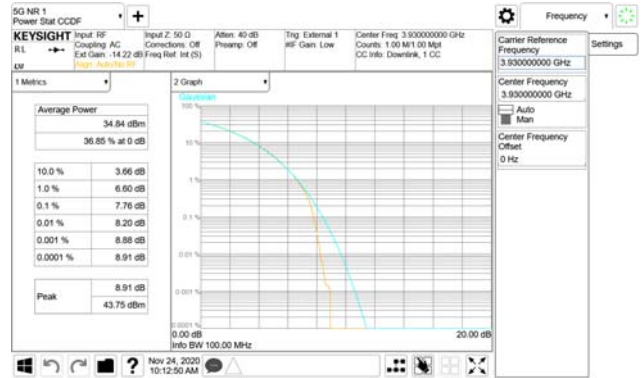 5G NR 1
Power Stat CCDF
Frequency
KEYSIGHT
RL
Input: RF
Coupling: AC
Ext Gain: -14.22 dB
Align: Auto/No RF
Input Z: 50 Ω
Corrections: Off
Freq Ref: Int (S)
Atten: 40 dB
Preamp: Off
Trig: External 1
#IF Gain: Low
Center Freq: 3.930000000 GHz
Counts: 1.00 M/1.00 Mpt
CC Info: Downlink, 1 CC
Carrier Reference
Frequency
3.930000000 GHz
Settings
Center Frequency
3.930000000 GHz
Auto
Man
Center Frequency
Offset
0 Hz
1 Metrics
Average Power
34.84 dBm
36.85 % at 0 dB
10.0 % 3.66 dB
1.0 % 6.60 dB
0.1 % 7.76 dB
0.01 % 8.20 dB
0.001 % 8.88 dB
0.0001 % 8.91 dB
Peak 8.91 dB
43.75 dBm
2 Graph
Gaussian
100 %
10 %
1 %
0.1 %
0.01 %
0.001 %
0.0001 %
0.00 dB 20.00 dB
Info BW 100.00 MHz
Nov 24, 2020
10:12:50 AM